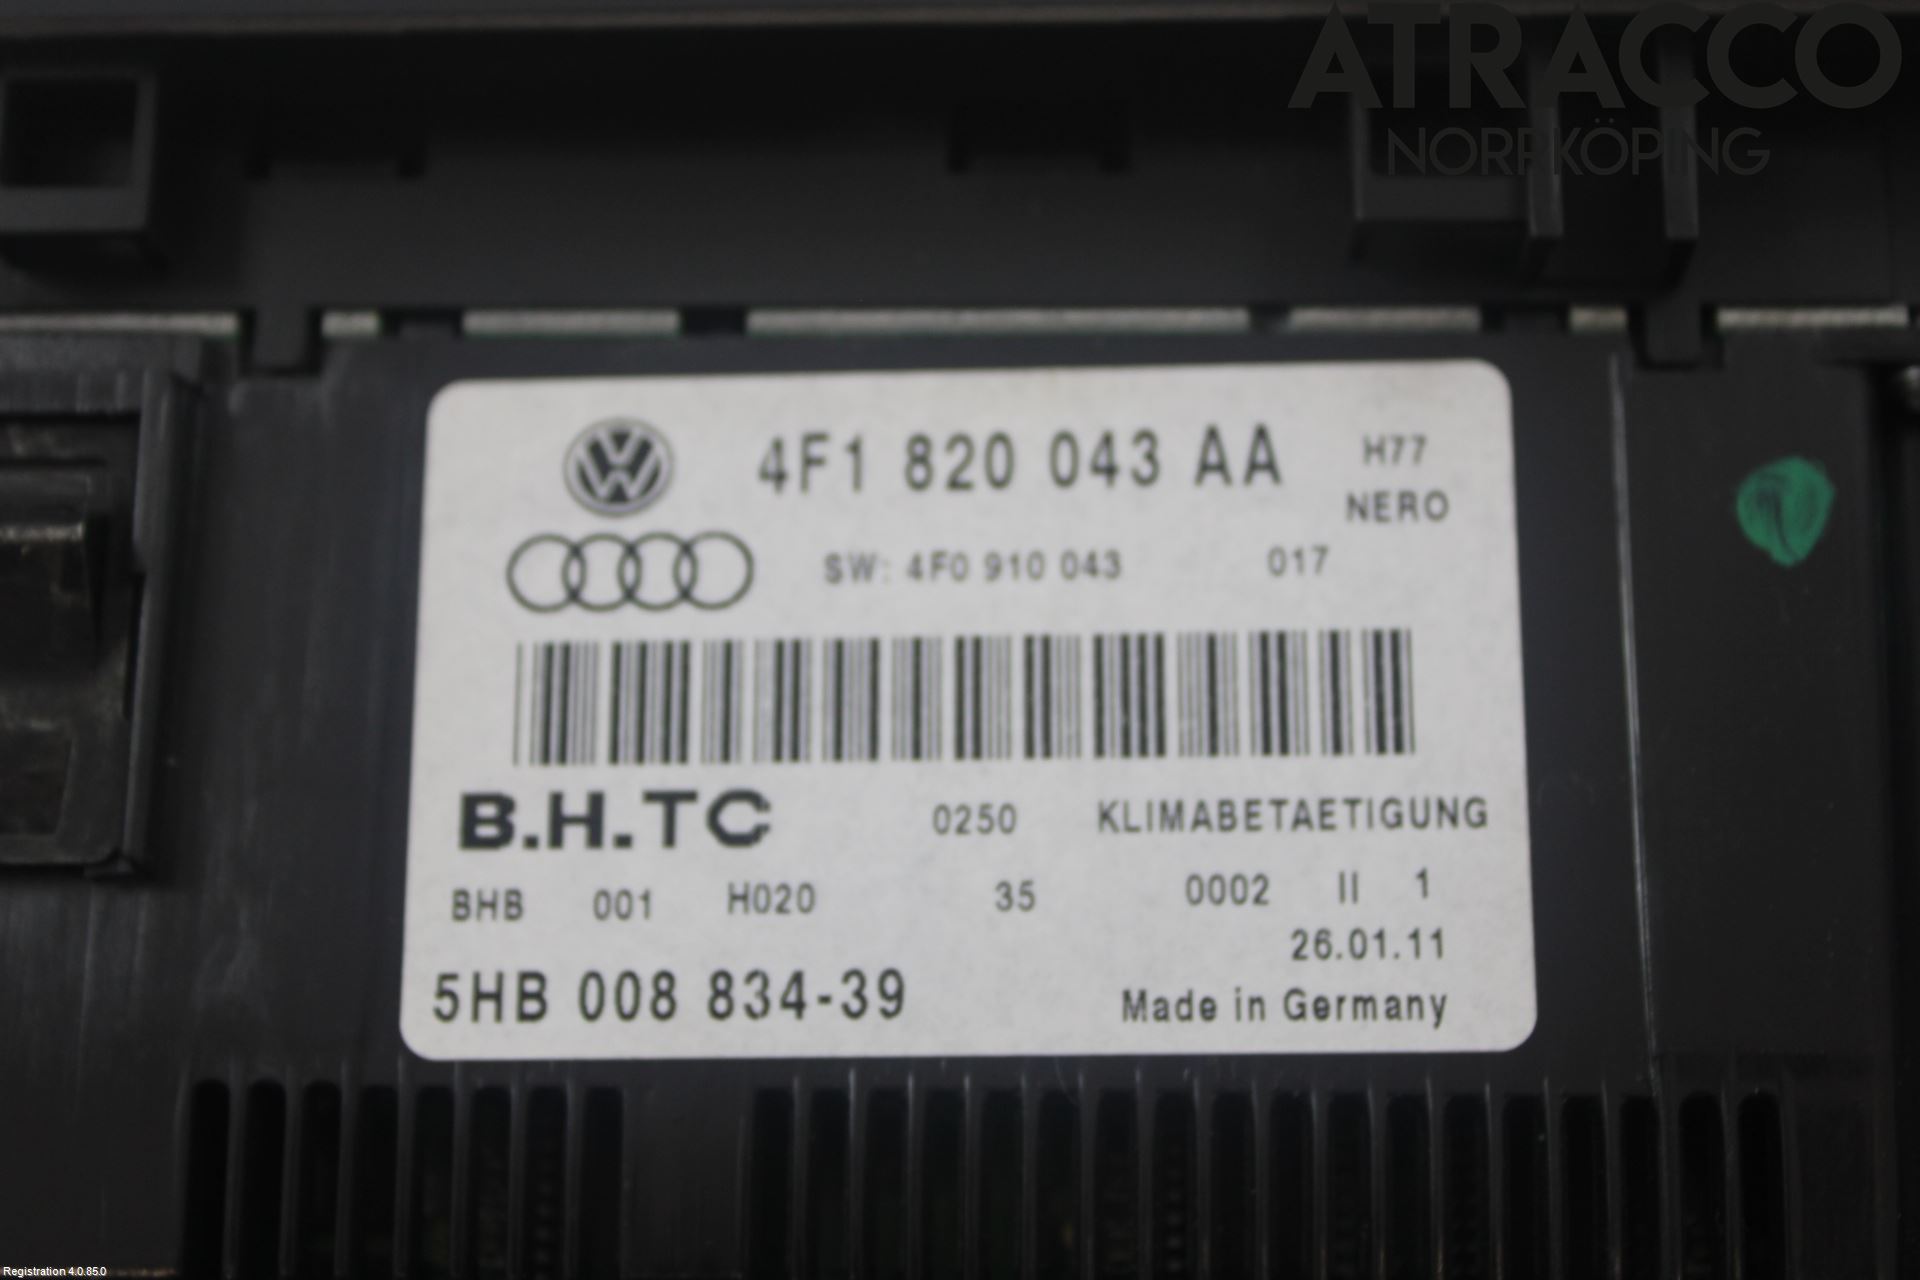 ATRACCO
NORRKÖPING
4F1 820 043 AA H77
NERO
SW: 4F0 910 043 017
B.H.TC 0250 KLIMABETAETIGUNG
BHB 001 H020 35 0002 II 1
26.01.11
5HB 008 834-39 Made in Germany
Registration 4.0.85.0